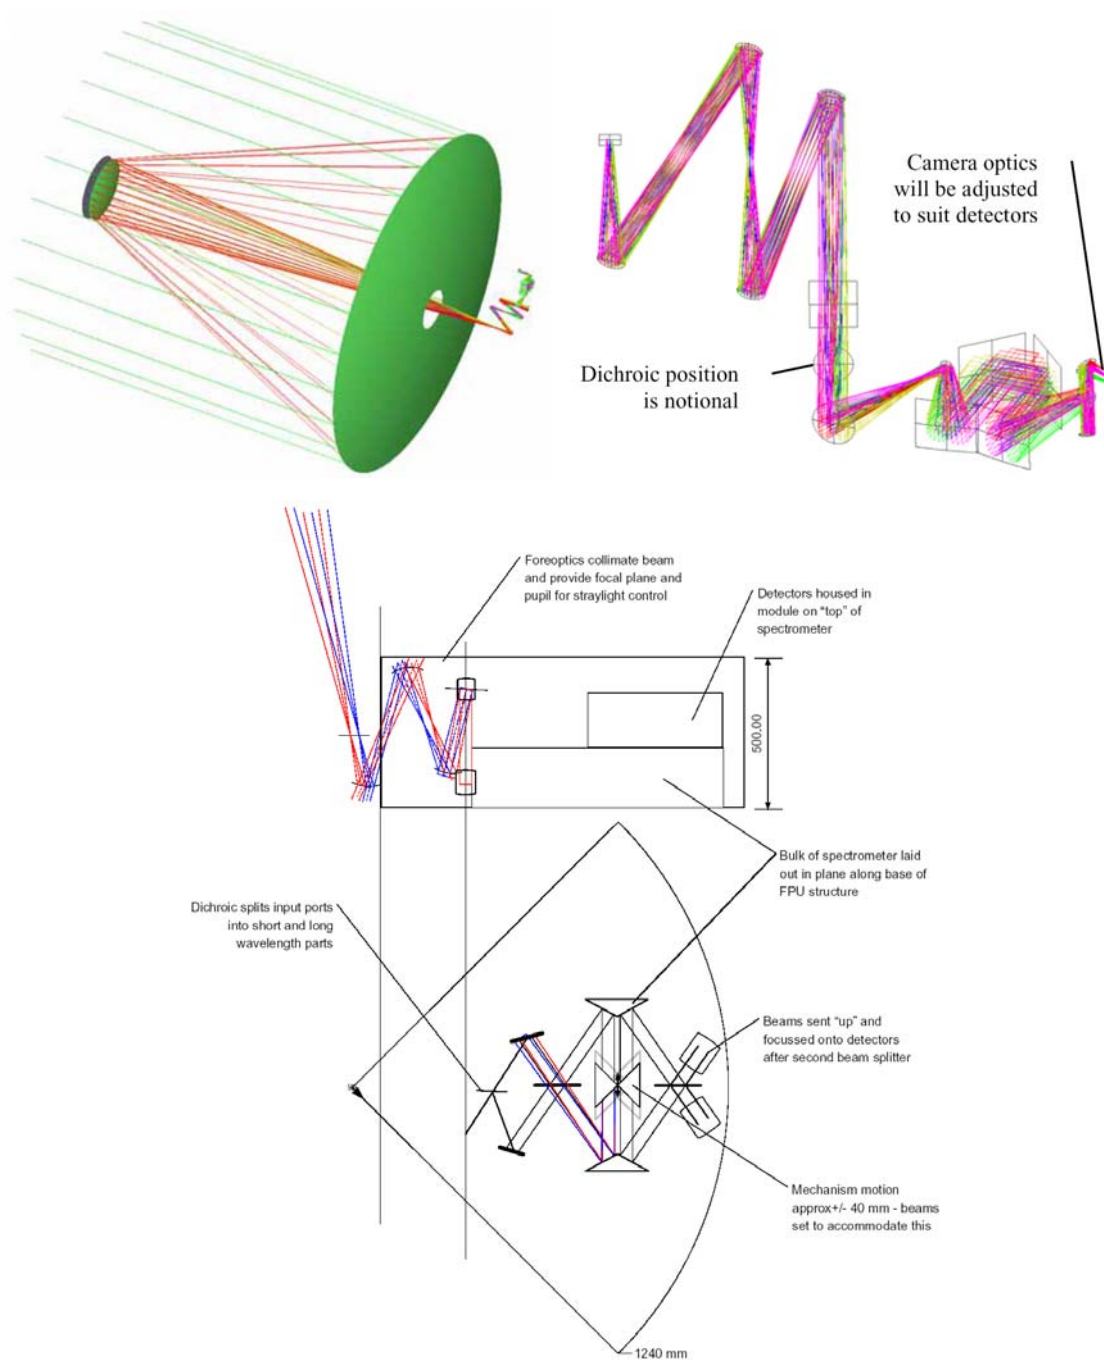 Camera optics
will be adjusted
to suit detectors
Dichroic position
is notional
Foreoptics collimate beam
and provide focal plane and
pupil for straylight control
Detectors housed in
module on "top" of
spectrometer
500.00
Bulk of spectrometer laid
out in plane along base of
FPU structure
Dichroic splits input ports
into short and long
wavelength parts
Beams sent "up" and
focussed onto detectors
after second beam splitter
Mechanism motion
approx+/- 40 mm - beams
set to accommodate this
1240 mm